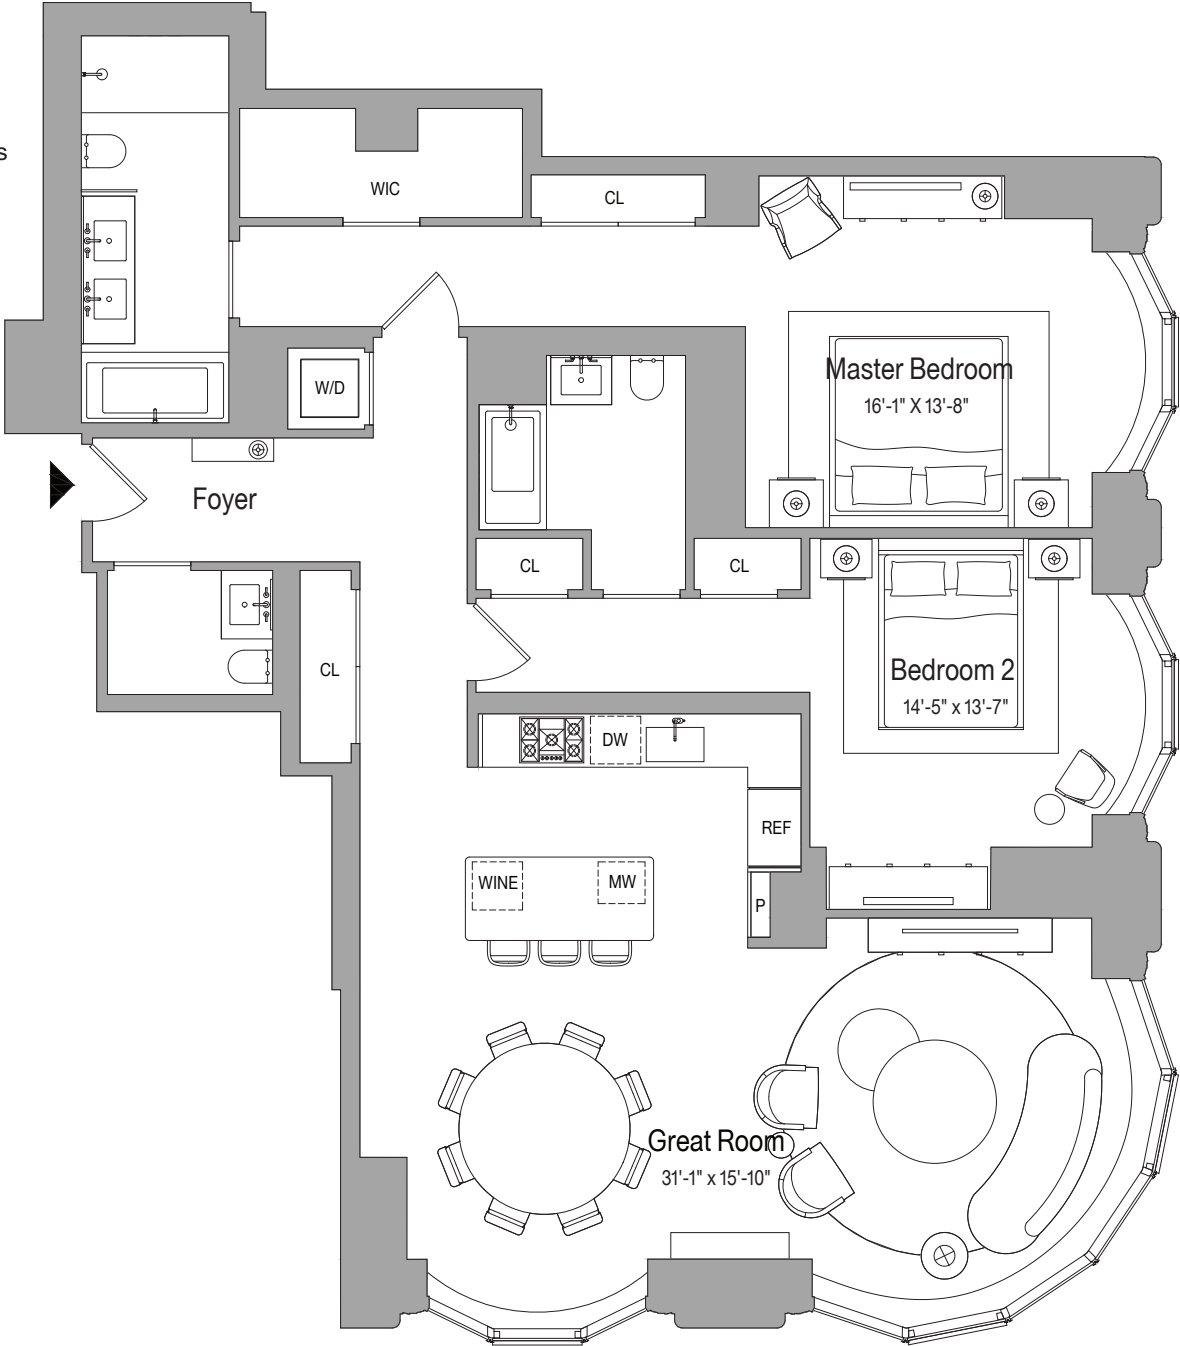 s
WIC
CL
W/D
Master Bedroom
16'-1" X 13'-8"
Foyer
CL
CL
CL
Bedroom 2
14'-5" x 13'-7"
DW
REF
WINE
MW
P
Great Room
31'-1" x 15'-10"